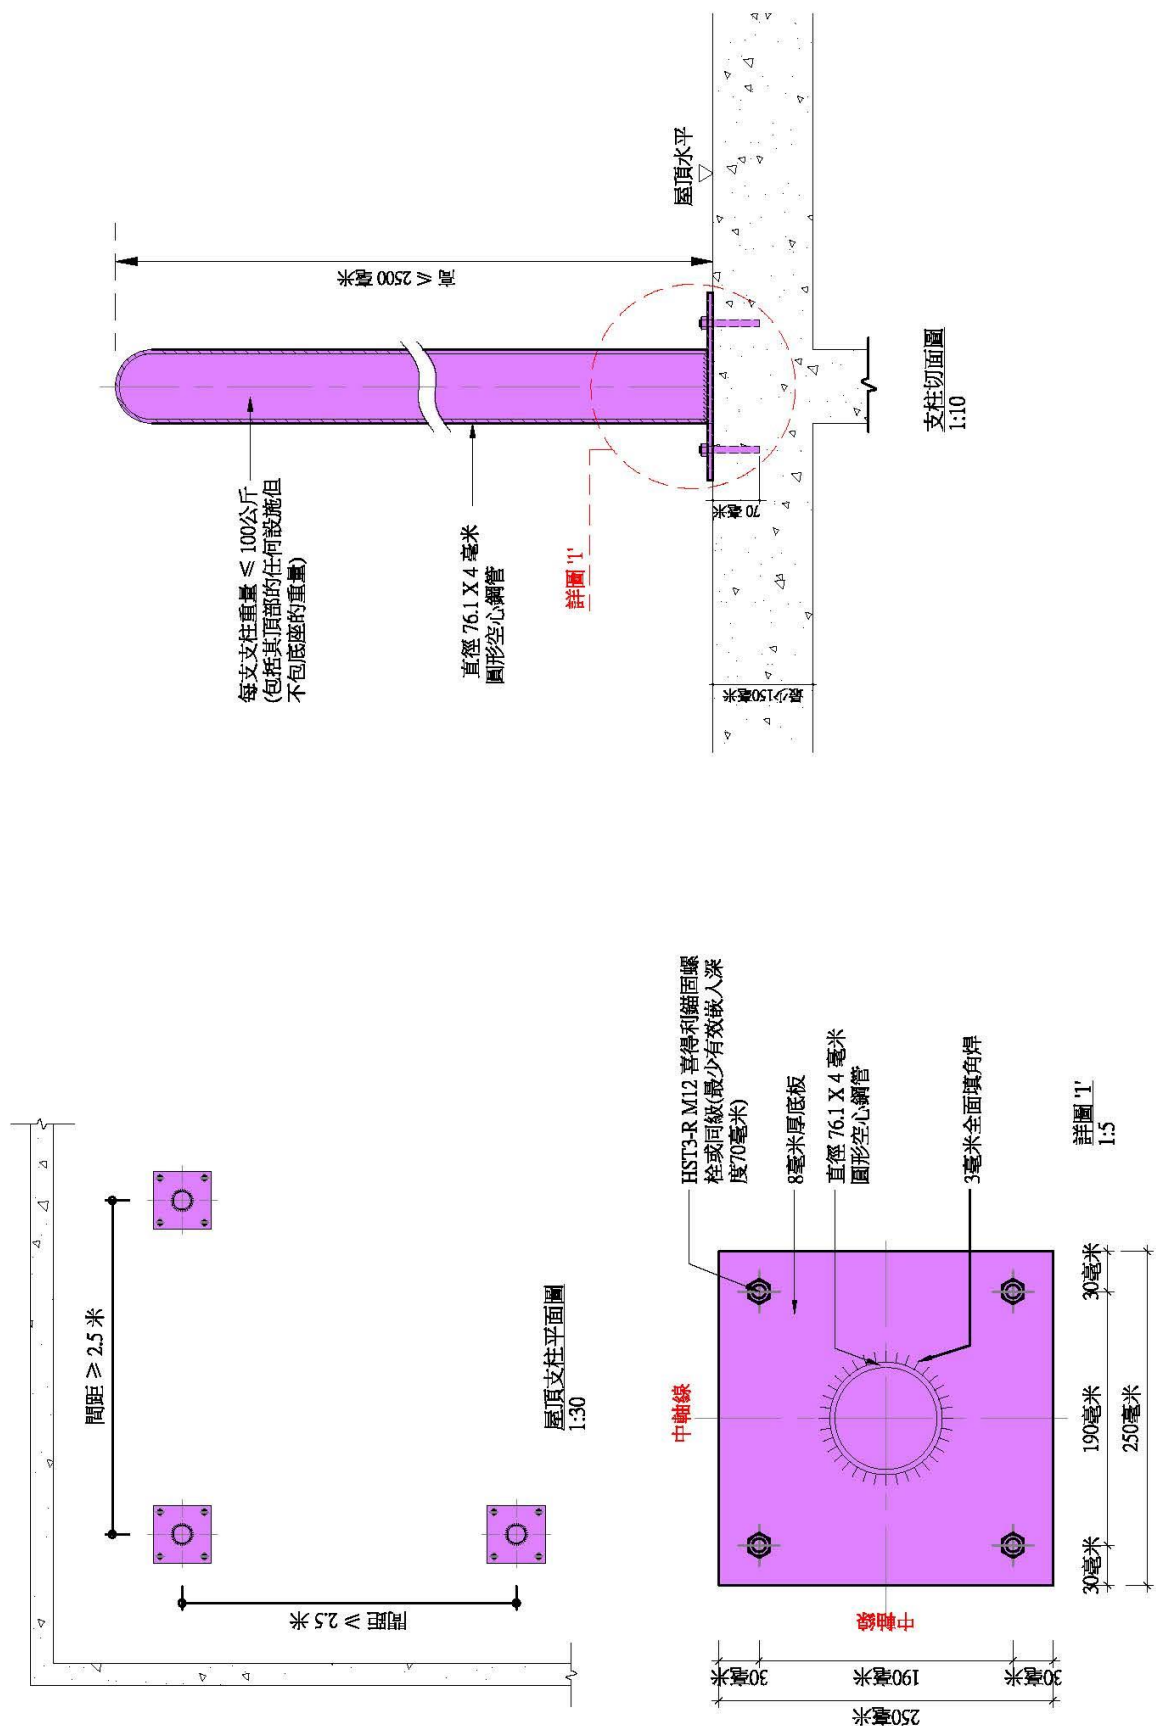 間距 ≥ 2.5 米
間距 ≥ 2.5 米
屋頂支柱平面圖
1:30
中軸線
中軸線
HST3-R M12 喜得利錨固螺
栓或同級(最少有效嵌入深
度70毫米)
8毫米厚底板
直徑 76.1 X 4 毫米
圓形空心鋼管
3毫米全面填角焊
30毫米
190毫米
30毫米
250毫米
30毫米
190毫米
30毫米
250毫米
詳圖 '1'
1:5
高 ≤ 2500 毫米
每支支柱重量 ≤ 100公斤
(包括其頂部的任何設施但
不包底座的重量)
直徑 76.1 X 4 毫米
圓形空心鋼管
詳圖 '1'
屋頂水平
70 毫米
最少150毫米
支柱切面圖
1:10